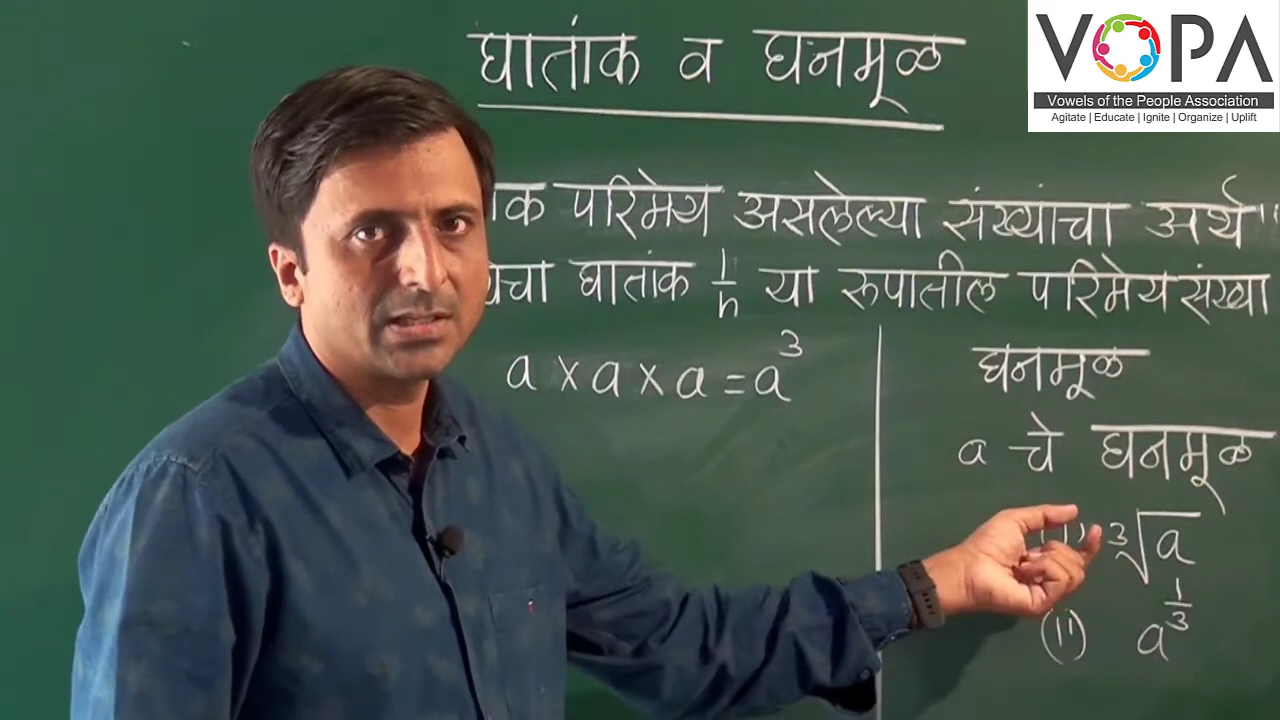 घातांक व घनमूळ
VOPA
Vowels of the People Association
Agitate | Educate | Ignite | Organize | Uplift
परिमेय असलेल्या संख्यांचा अर्थ"
घातांक 1/n या रुपातील परिमेय संख्या
a × a × a = a³
घनमूळ
a चे घनमूळ
(i) ³√a
(ii) a^(1/3)